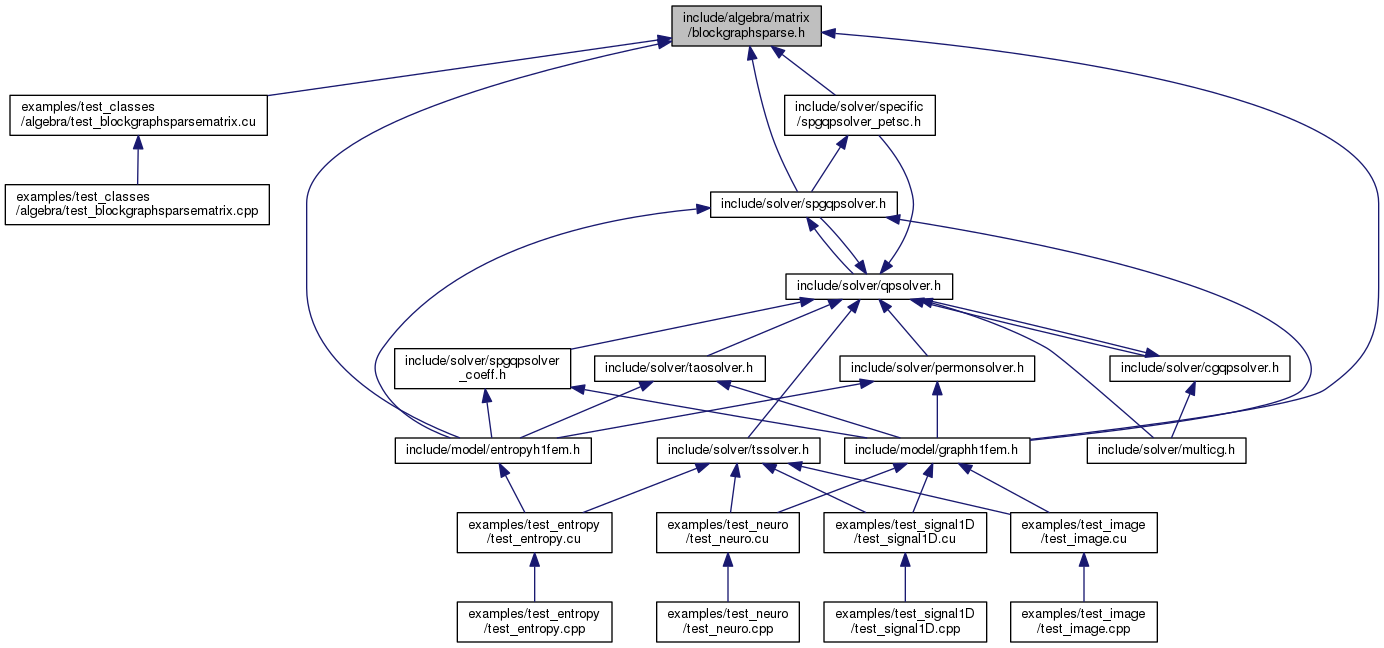 include/algebra/matrix
/blockgraphsparse.h
examples/test_classes
/algebra/test_blockgraphsparsematrix.cu
include/solver/specific
/spgqpsolver_petsc.h
examples/test_classes
/algebra/test_blockgraphsparsematrix.cpp
include/solver/spgqpsolver.h
include/solver/qpsolver.h
include/solver/spgqpsolver
_coeff.h
include/solver/taosolver.h
include/solver/permonsolver.h
include/solver/cgqpsolver.h
include/model/entropyh1fem.h
include/solver/tssolver.h
include/model/graphh1fem.h
include/solver/multicg.h
examples/test_entropy
/test_entropy.cu
examples/test_neuro
/test_neuro.cu
examples/test_signal1D
/test_signal1D.cu
examples/test_image
/test_image.cu
examples/test_entropy
/test_entropy.cpp
examples/test_neuro
/test_neuro.cpp
examples/test_signal1D
/test_signal1D.cpp
examples/test_image
/test_image.cpp